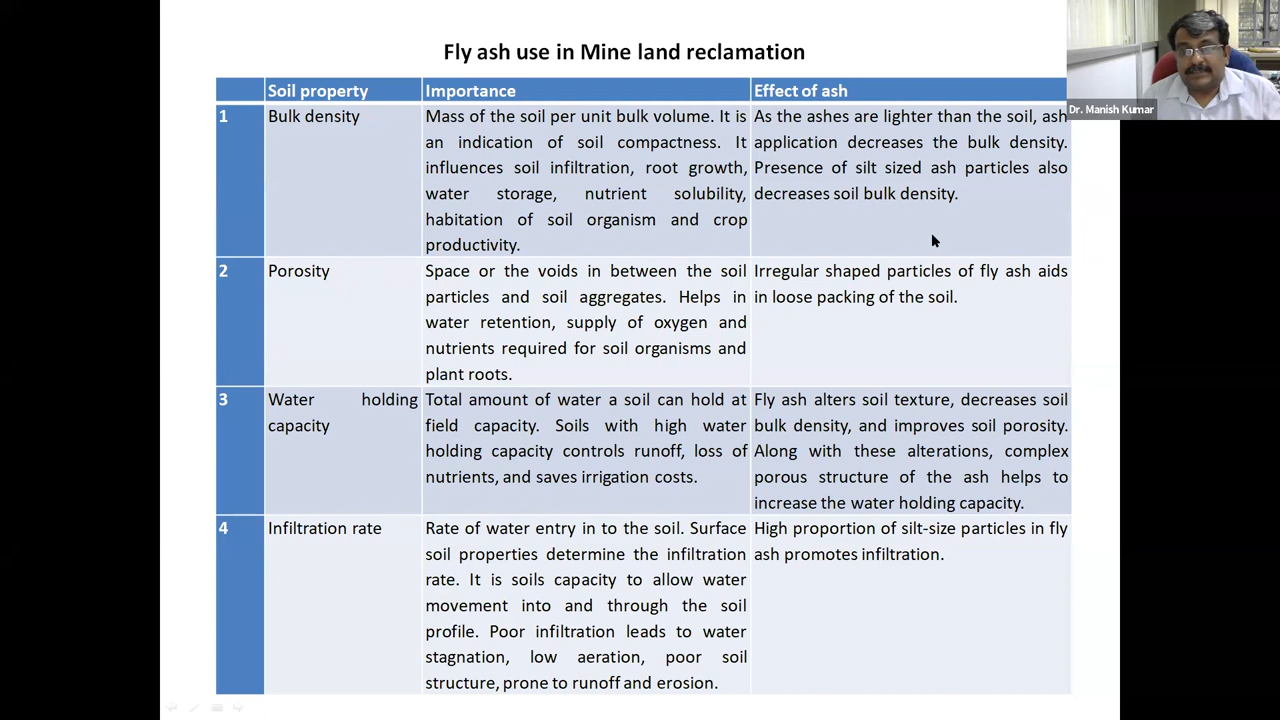 Fly ash use in Mine land reclamation
Dr. Manish Kumar
Soil property
Importance
Effect of ash
1
Bulk density
Mass of the soil per unit bulk volume. It is
an indication of soil compactness. It
influences soil infiltration, root growth,
water storage, nutrient solubility,
habitation of soil organism and crop
productivity.
As the ashes are lighter than the soil, ash
application decreases the bulk density.
Presence of silt sized ash particles also
decreases soil bulk density.
2
Porosity
Space or the voids in between the soil
particles and soil aggregates. Helps in
water retention, supply of oxygen and
nutrients required for soil organisms and
plant roots.
Irregular shaped particles of fly ash aids
in loose packing of the soil.
3
Water holding
capacity
Total amount of water a soil can hold at
field capacity. Soils with high water
holding capacity controls runoff, loss of
nutrients, and saves irrigation costs.
Fly ash alters soil texture, decreases soil
bulk density, and improves soil porosity.
Along with these alterations, complex
porous structure of the ash helps to
increase the water holding capacity.
4
Infiltration rate
Rate of water entry in to the soil. Surface
soil properties determine the infiltration
rate. It is soils capacity to allow water
movement into and through the soil
profile. Poor infiltration leads to water
stagnation, low aeration, poor soil
structure, prone to runoff and erosion.
High proportion of silt-size particles in fly
ash promotes infiltration.